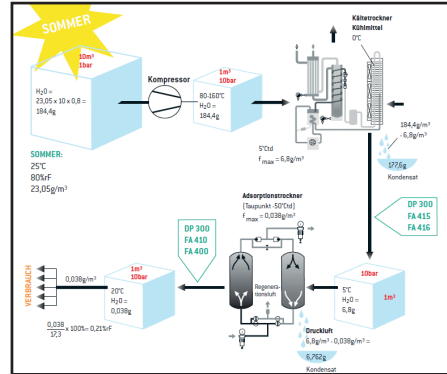 SOMMER
10m³
1bar
H₂O =
23,05 x 10 x 0,8 =
184,4g
SOMMER:
25°C
80%rF
23,05g/m³
Kompressor
1m³
10bar
80-160°C
H₂O =
184,4g
Kältetrockner
Kühlmittel
0°C
5°Ctd
f max = 6,8g/m³
184,4g/m³
- 6,8g/m³
177,6g
Kondensat
DP 300
FA 415
FA 416
10bar
1m³
5°C
H₂O =
6,8g
Adsorptionstrockner
(Taupunkt -50°Ctd)
f max = 0,038g/m³
Regenera-
tionsluft
Druckluft
6,8g/m³ - 0,038g/m³ =
6,762g
Kondensat
DP 300
FA 410
FA 400
1m³
10bar
20°C
H₂O =
0,038g
0,038g/m³
VERBRAUCH
0,038
17,3
x 100% = 0,21%rF